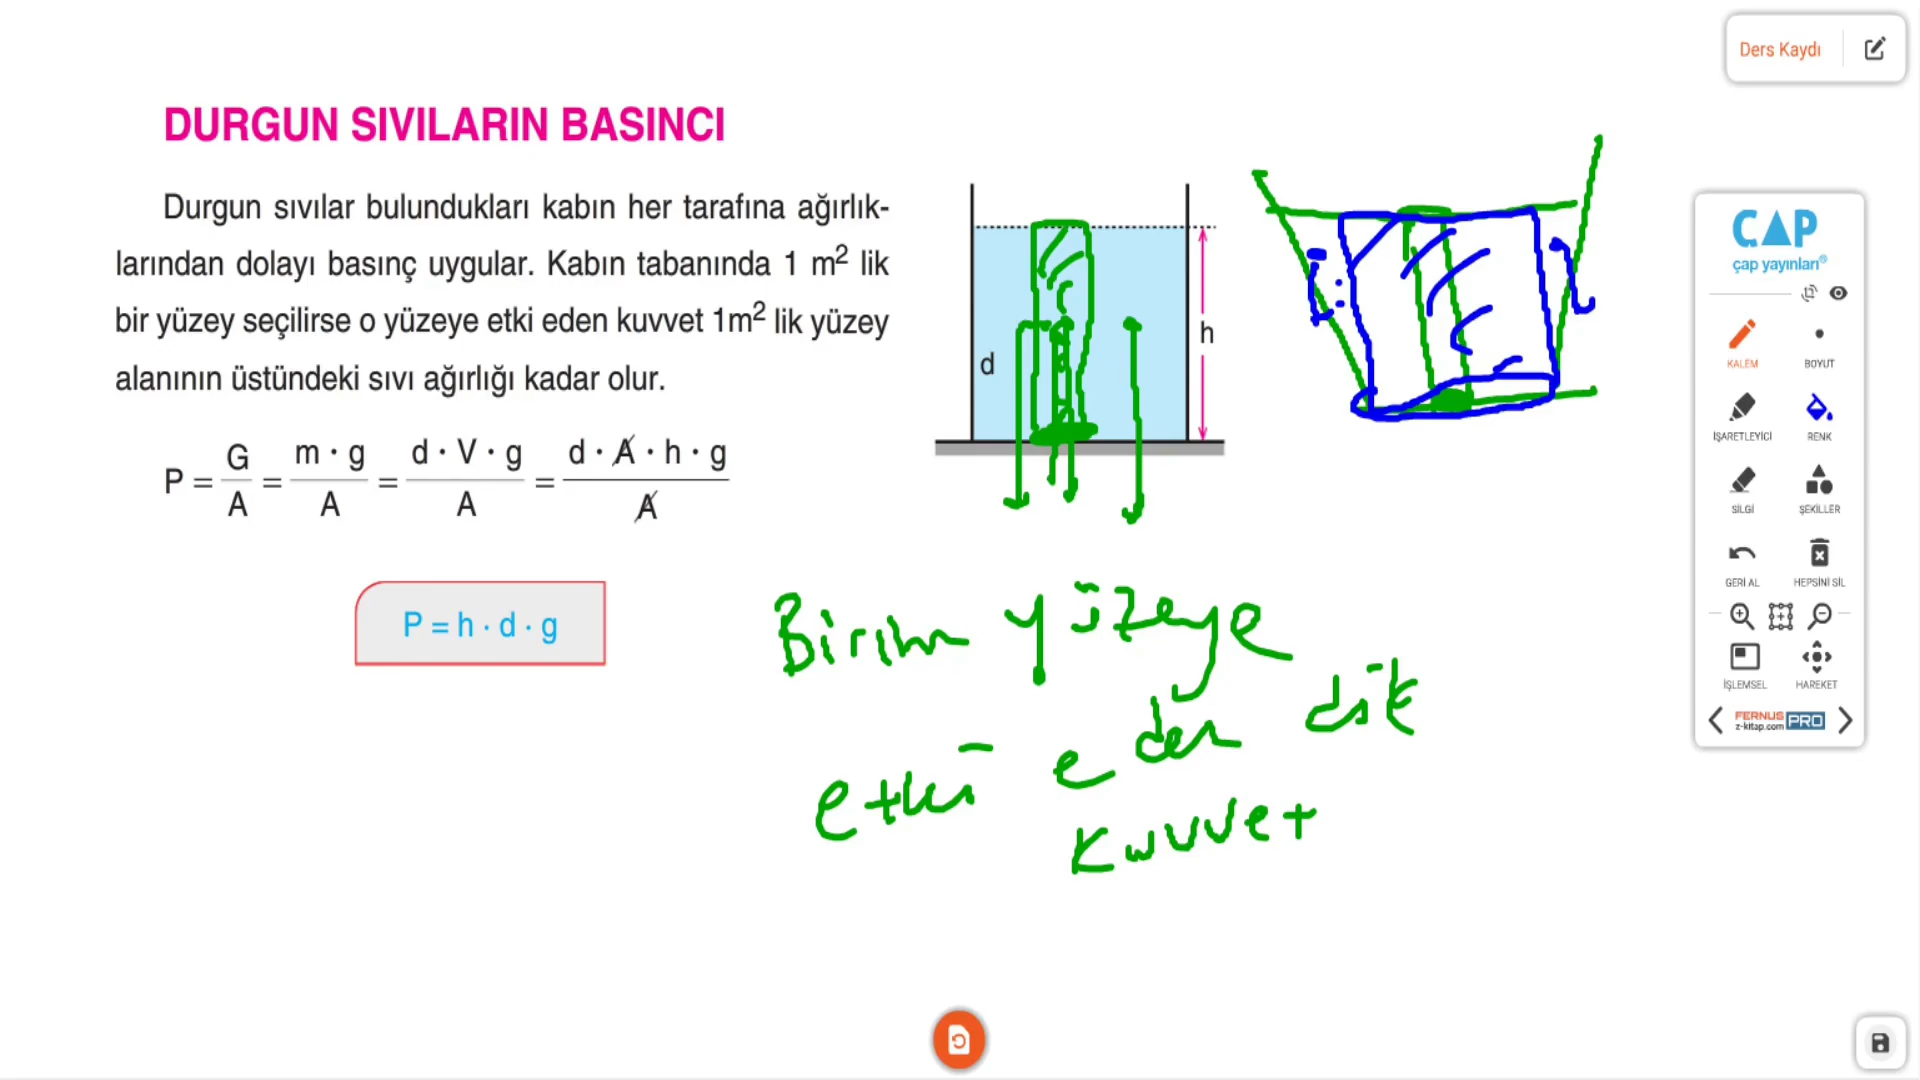 Ders Kaydı
DURGUN SIVILARIN BASINCI
Durgun sıvılar bulundukları kabın her tarafına ağırlık-
larından dolayı basınç uygular. Kabın tabanında 1 m² lik
bir yüzey seçilirse o yüzeye etki eden kuvvet 1m² lik yüzey
alanının üstündeki sıvı ağırlığı kadar olur.
P = G/A = m · g/A = d · V · g/A = d · A · h · g/A
P = h · d · g
d
h
Birim yüzeye
etki eden dik
kuvvet
ÇAP
çap yayınları®
KALEM
BOYUT
İŞARETLEYİCİ
RENK
SİLGİ
ŞEKİLLER
GERİ AL
HEPSİNİ SİL
İŞLEMSEL
HAREKET
FERNUS
z-kitap.com
PRO